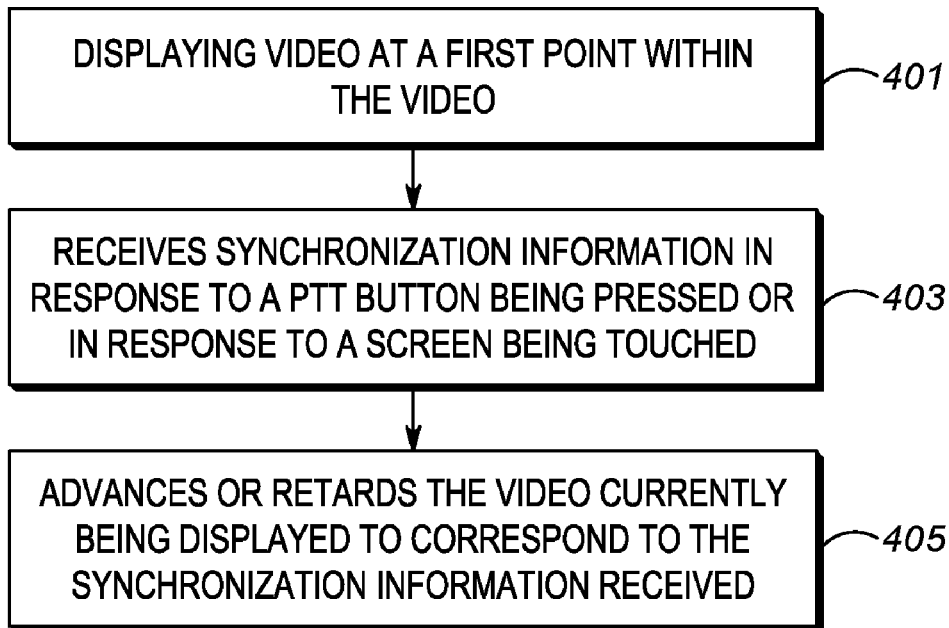 DISPLAYING VIDEO AT A FIRST POINT WITHIN
THE VIDEO
401
RECEIVES SYNCHRONIZATION INFORMATION IN
RESPONSE TO A PTT BUTTON BEING PRESSED OR
IN RESPONSE TO A SCREEN BEING TOUCHED
403
ADVANCES OR RETARDS THE VIDEO CURRENTLY
BEING DISPLAYED TO CORRESPOND TO THE
SYNCHRONIZATION INFORMATION RECEIVED
405